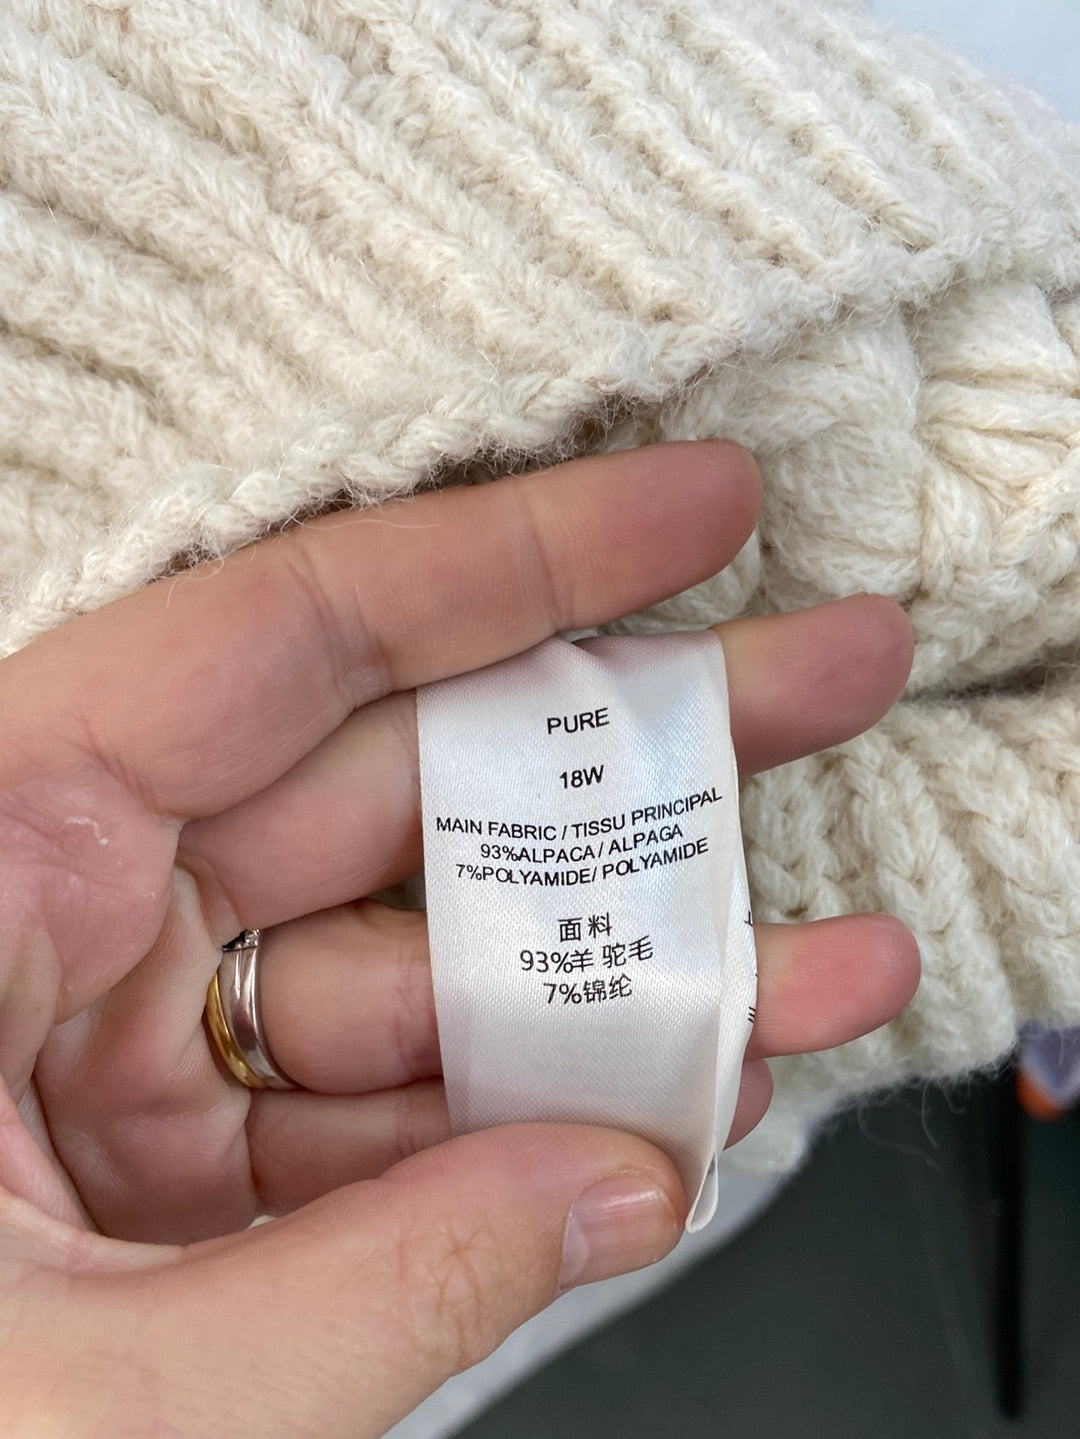 PURE
18W
MAIN FABRIC / TISSU PRINCIPAL
93%ALPACA / ALPAGA
7%POLYAMIDE/ POLYAMIDE
面料
93%羊驼毛
7%锦纶